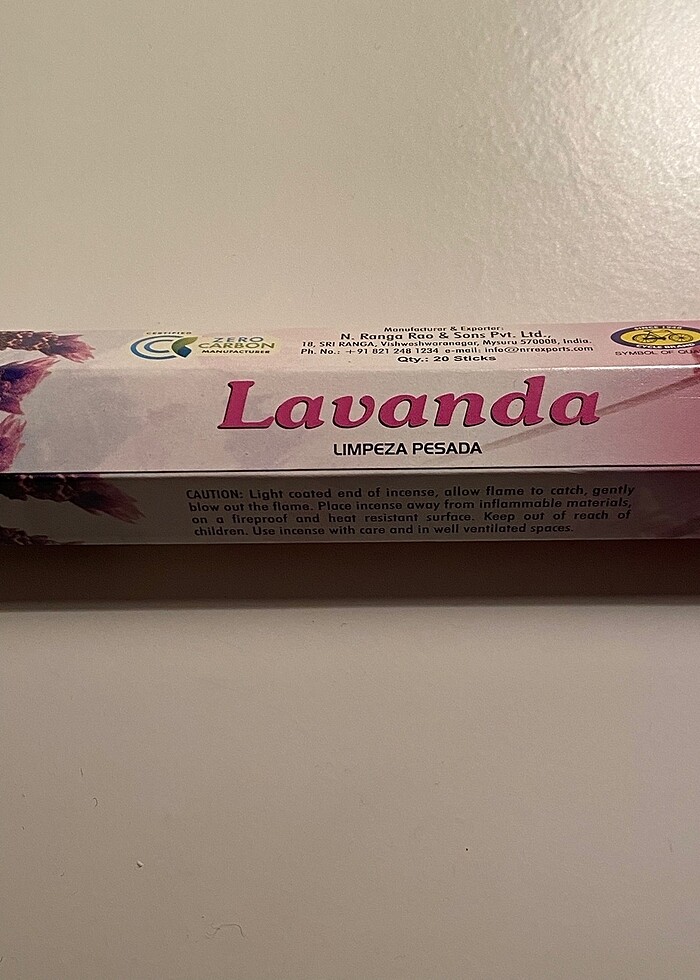 CERTIFIED
ZERO
CARBON
MANUFACTURER
Manufacturer & Exporter:
N. Ranga Rao & Sons Pvt. Ltd.,
18, SRI RANGA, Vishweshwaranagar, Mysuru 570008, India.
Ph. No.: +91 821 248 1234 e-mail: info@nrrexports.com
Qty.: 20 Sticks
SINCE 1948
SYMBOL OF
Lavanda
LIMPEZA PESADA
CAUTION: Light coated end of incense, allow flame to catch, gently
blow out the flame. Place incense away from inflammable materials,
on a fireproof and heat resistant surface. Keep out of reach of
children. Use incense with care and in well ventilated spaces.